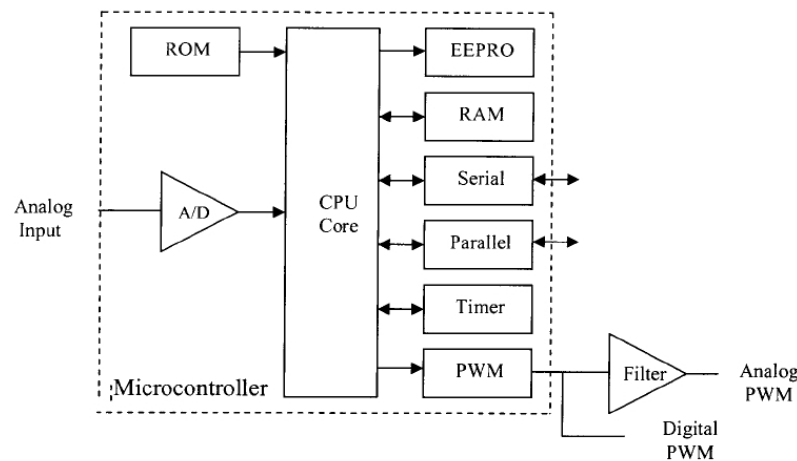 ROM
EEPRO
RAM
Serial
Parallel
Timer
PWM
CPU
Core
A/D
Analog
Input
Microcontroller
Filter
Analog
PWM
Digital
PWM